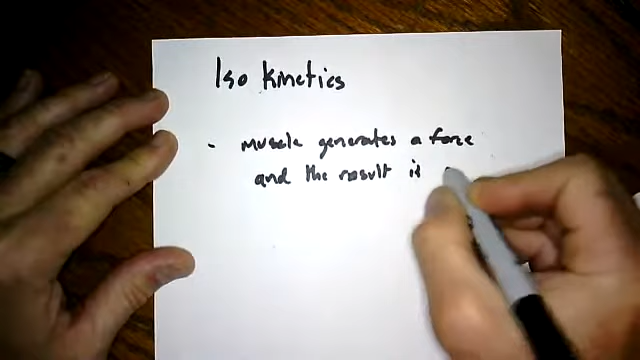 Iso kinetics
- Muscle generates a force
and the result is